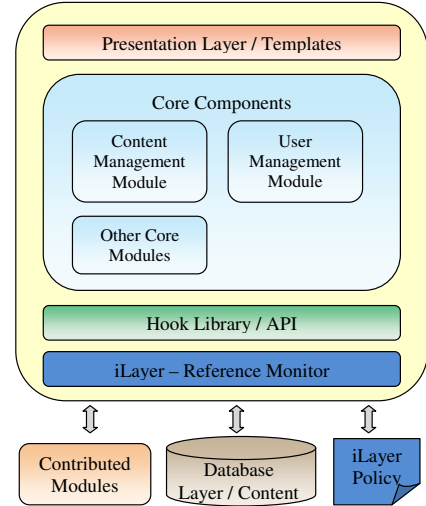 Presentation Layer / Templates
Core Components
Content
Management
Module
User
Management
Module
Other Core
Modules
Hook Library / API
iLayer – Reference Monitor
Contributed
Modules
Database
Layer / Content
iLayer
Policy